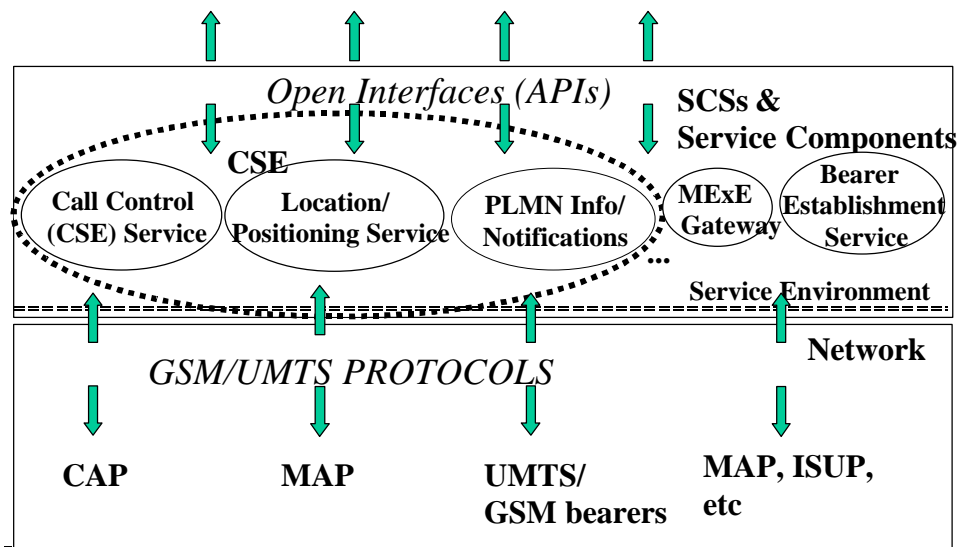 Open Interfaces (APIs)
SCSs &
Service Components
CSE
Call Control
(CSE) Service
Location/
Positioning Service
PLMN Info/
Notifications
MExE
Gateway
Bearer
Establishment
Service
...
Service Environment
Network
GSM/UMTS PROTOCOLS
CAP
MAP
UMTS/
GSM bearers
MAP, ISUP,
etc